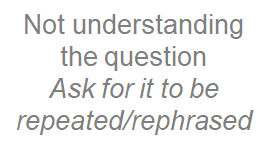 Not understanding
the question
Ask for it to be
repeated/rephrased